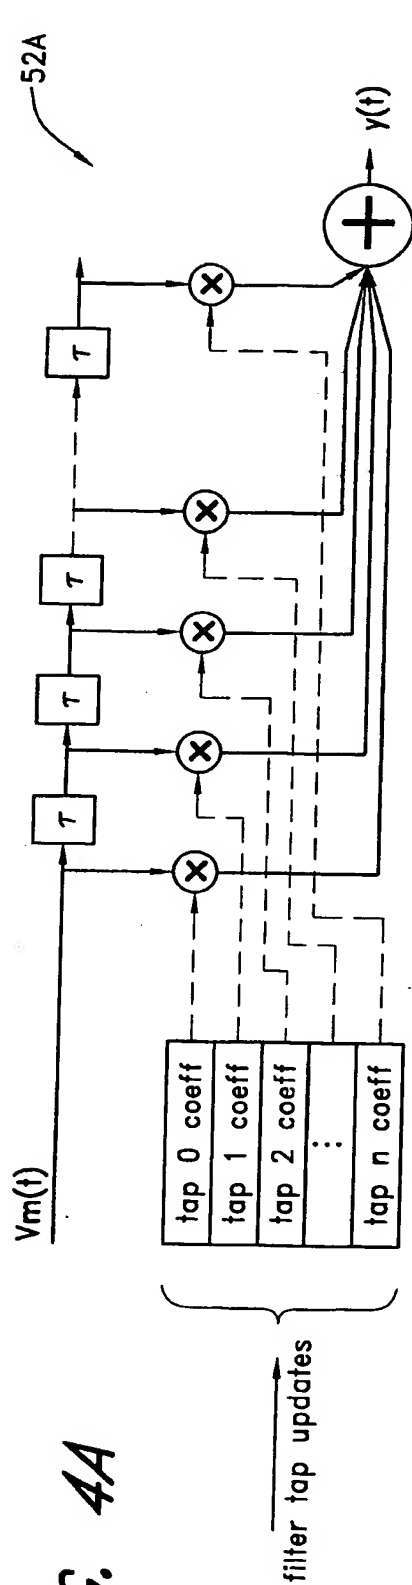 52A
Vm(t)
τ
τ
τ
τ
×
×
×
×
×
+
y(t)
tap 0 coeff
tap 1 coeff
tap 2 coeff
...
tap n coeff
filter tap updates
4A